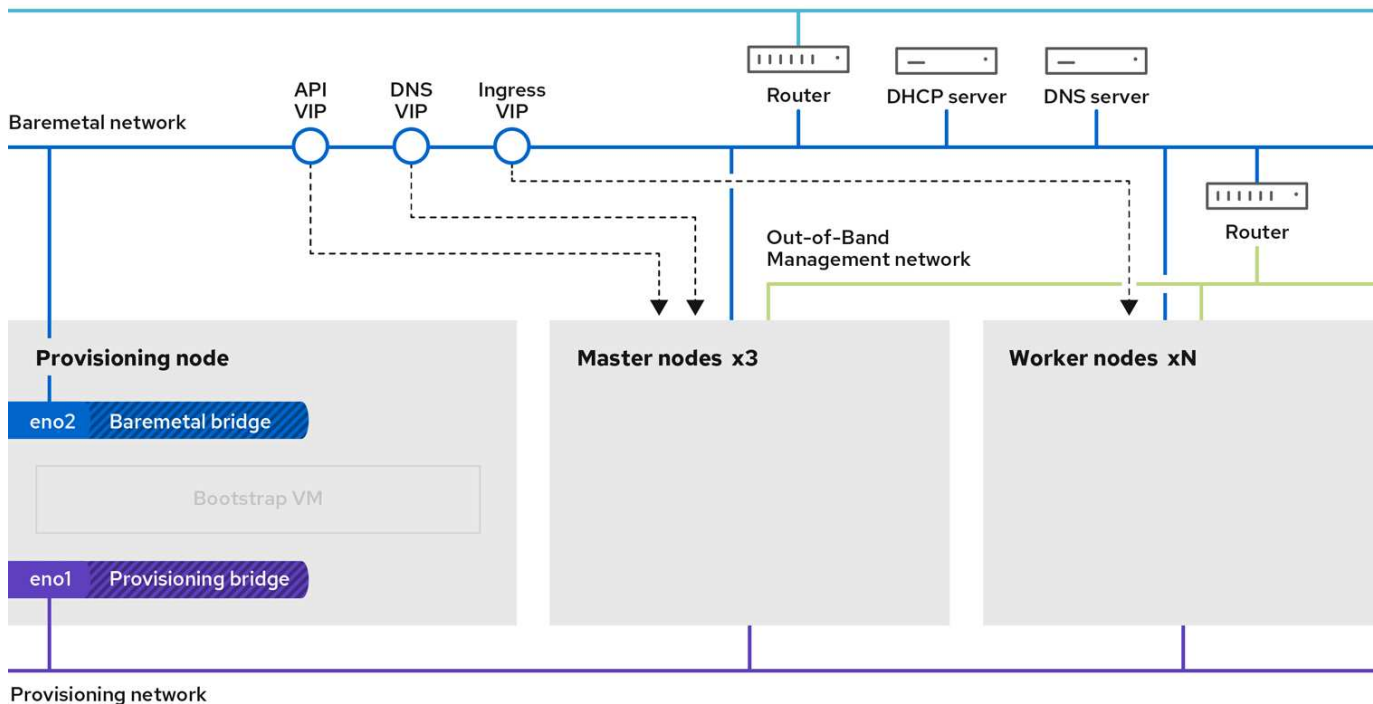 API
VIP
DNS
VIP
Ingress
VIP
Router
DHCP server
DNS server
Baremetal network
Router
Out-of-Band
Management network
Provisioning node
Master nodes x3
Worker nodes xN
eno2
Baremetal bridge
Bootstrap VM
eno1
Provisioning bridge
Provisioning network